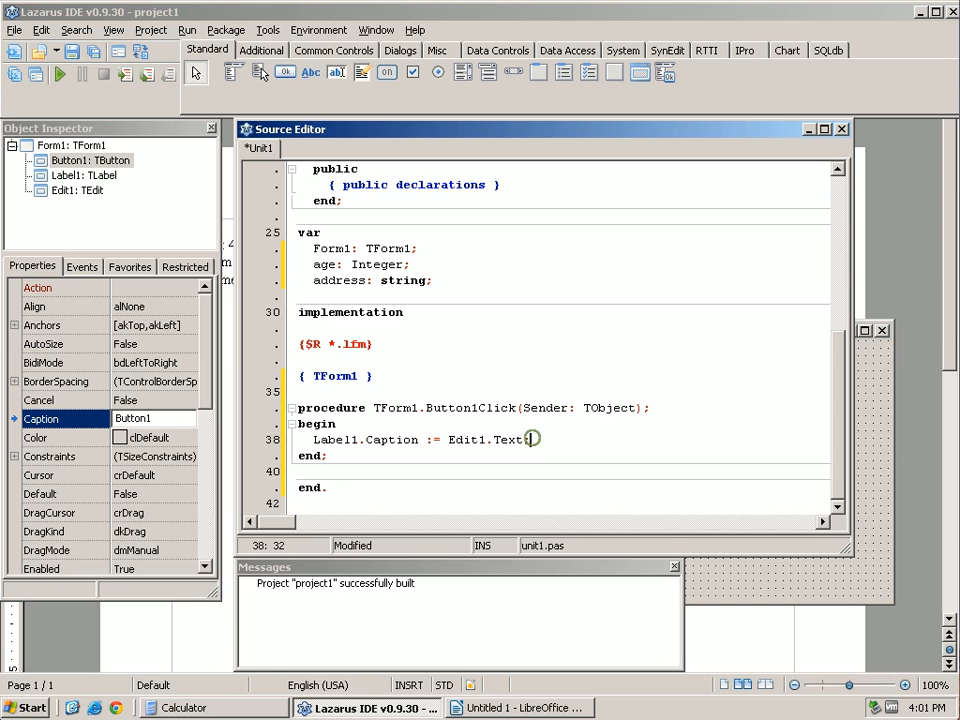 Lazarus IDE v0.9.30 - project1
File Edit Search View Project Run Package Tools Environment Window Help
Standard Additional Common Controls Dialogs Misc Data Controls Data Access System SynEdit RTTI IPro Chart SQLdb
Ok Abc ab on Ok
Object Inspector
Form1: TForm1
Button1: TButton
Label1: TLabel
Edit1: TEdit
Properties Events Favorites Restricted
Action
Align alNone
Anchors [akTop,akLeft]
AutoSize False
BidiMode bdLeftToRight
BorderSpacing (TControlBorderSp
Cancel False
Caption Button1
Color clDefault
Constraints (TSizeConstraints)
Cursor crDefault
Default False
DragCursor crDrag
DragKind dkDrag
DragMode dmManual
Enabled True
Source Editor
*Unit1
public
{ public declarations }
end;
25 var
Form1: TForm1;
age: Integer;
address: string;
30 implementation
{$R *.lfm}
{ TForm1 }
35
procedure TForm1.Button1Click(Sender: TObject);
begin
38 Label1.Caption := Edit1.Text;
end;
40
end.
42
38: 32 Modified INS unit1.pas
Messages
Project "project1" successfully built
Page 1 / 1 Default English (USA) INSRT STD 100%
Start Calculator Lazarus IDE v0.9.30 - ... Untitled 1 - LibreOffice ... 4:01 PM